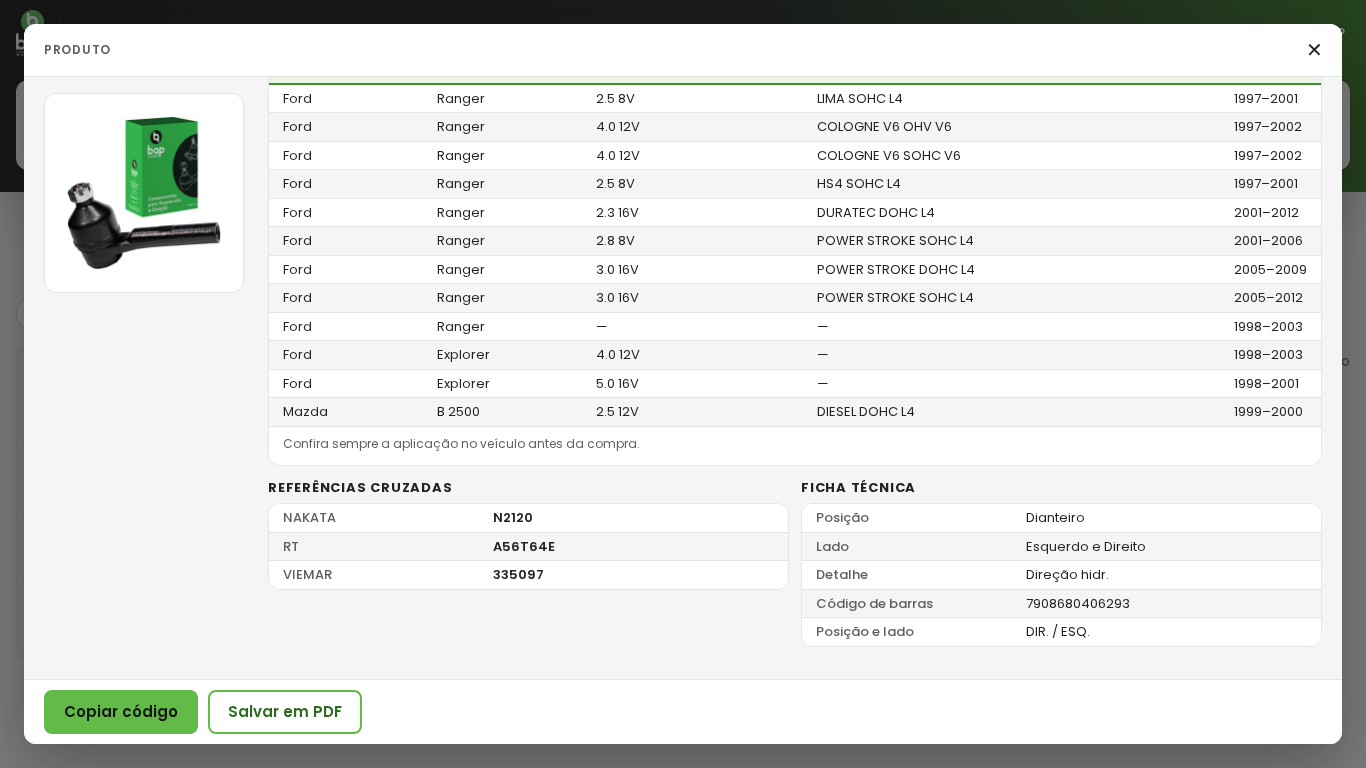 PRODUTO
✕
bap
Ford Ranger 2.5 8V LIMA SOHC L4 1997–2001
Ford Ranger 4.0 12V COLOGNE V6 OHV V6 1997–2002
Ford Ranger 4.0 12V COLOGNE V6 SOHC V6 1997–2002
Ford Ranger 2.5 8V HS4 SOHC L4 1997–2001
Ford Ranger 2.3 16V DURATEC DOHC L4 2001–2012
Ford Ranger 2.8 8V POWER STROKE SOHC L4 2001–2006
Ford Ranger 3.0 16V POWER STROKE DOHC L4 2005–2009
Ford Ranger 3.0 16V POWER STROKE SOHC L4 2005–2012
Ford Ranger — — 1998–2003
Ford Explorer 4.0 12V — 1998–2003
Ford Explorer 5.0 16V — 1998–2001
Mazda B 2500 2.5 12V DIESEL DOHC L4 1999–2000
Confira sempre a aplicação no veículo antes da compra.
REFERÊNCIAS CRUZADAS
NAKATA N2120
RT A56T64E
VIEMAR 335097
FICHA TÉCNICA
Posição Dianteiro
Lado Esquerdo e Direito
Detalhe Direção hidr.
Código de barras 7908680406293
Posição e lado DIR. / ESQ.
Copiar código
Salvar em PDF